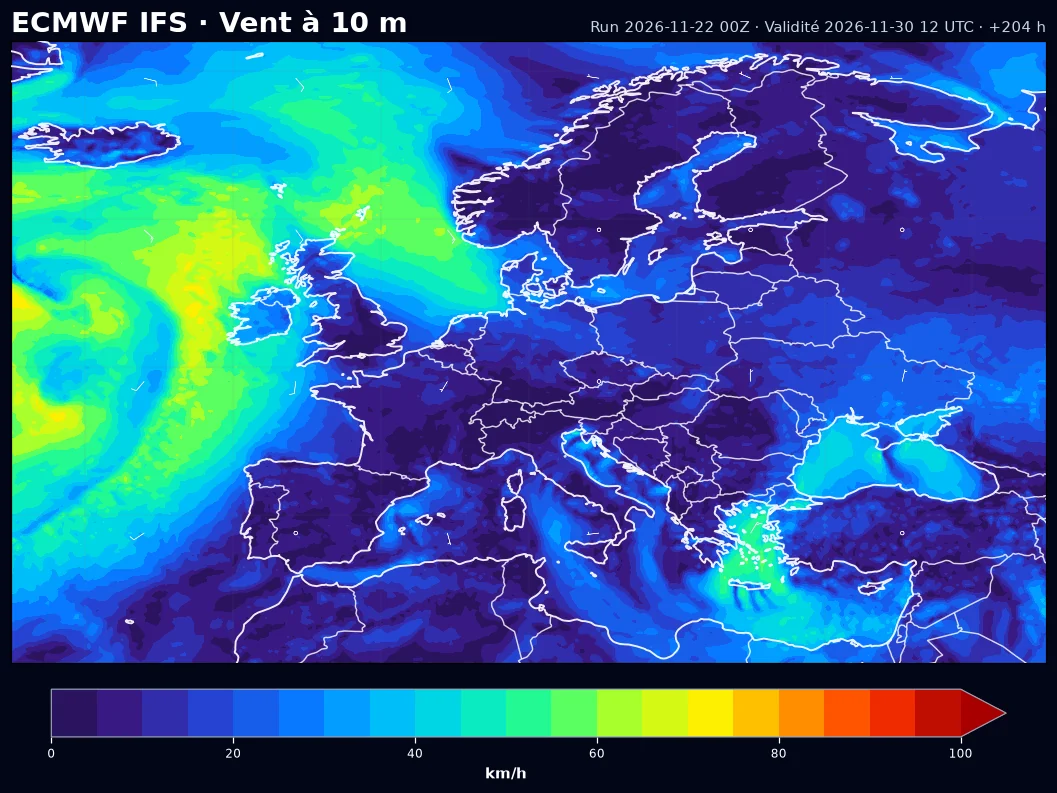 ECMWF IFS · Vent à 10 m
Run 2026-11-22 00Z · Validité 2026-11-30 12 UTC · +204 h
0 20 40 60 80 100
km/h